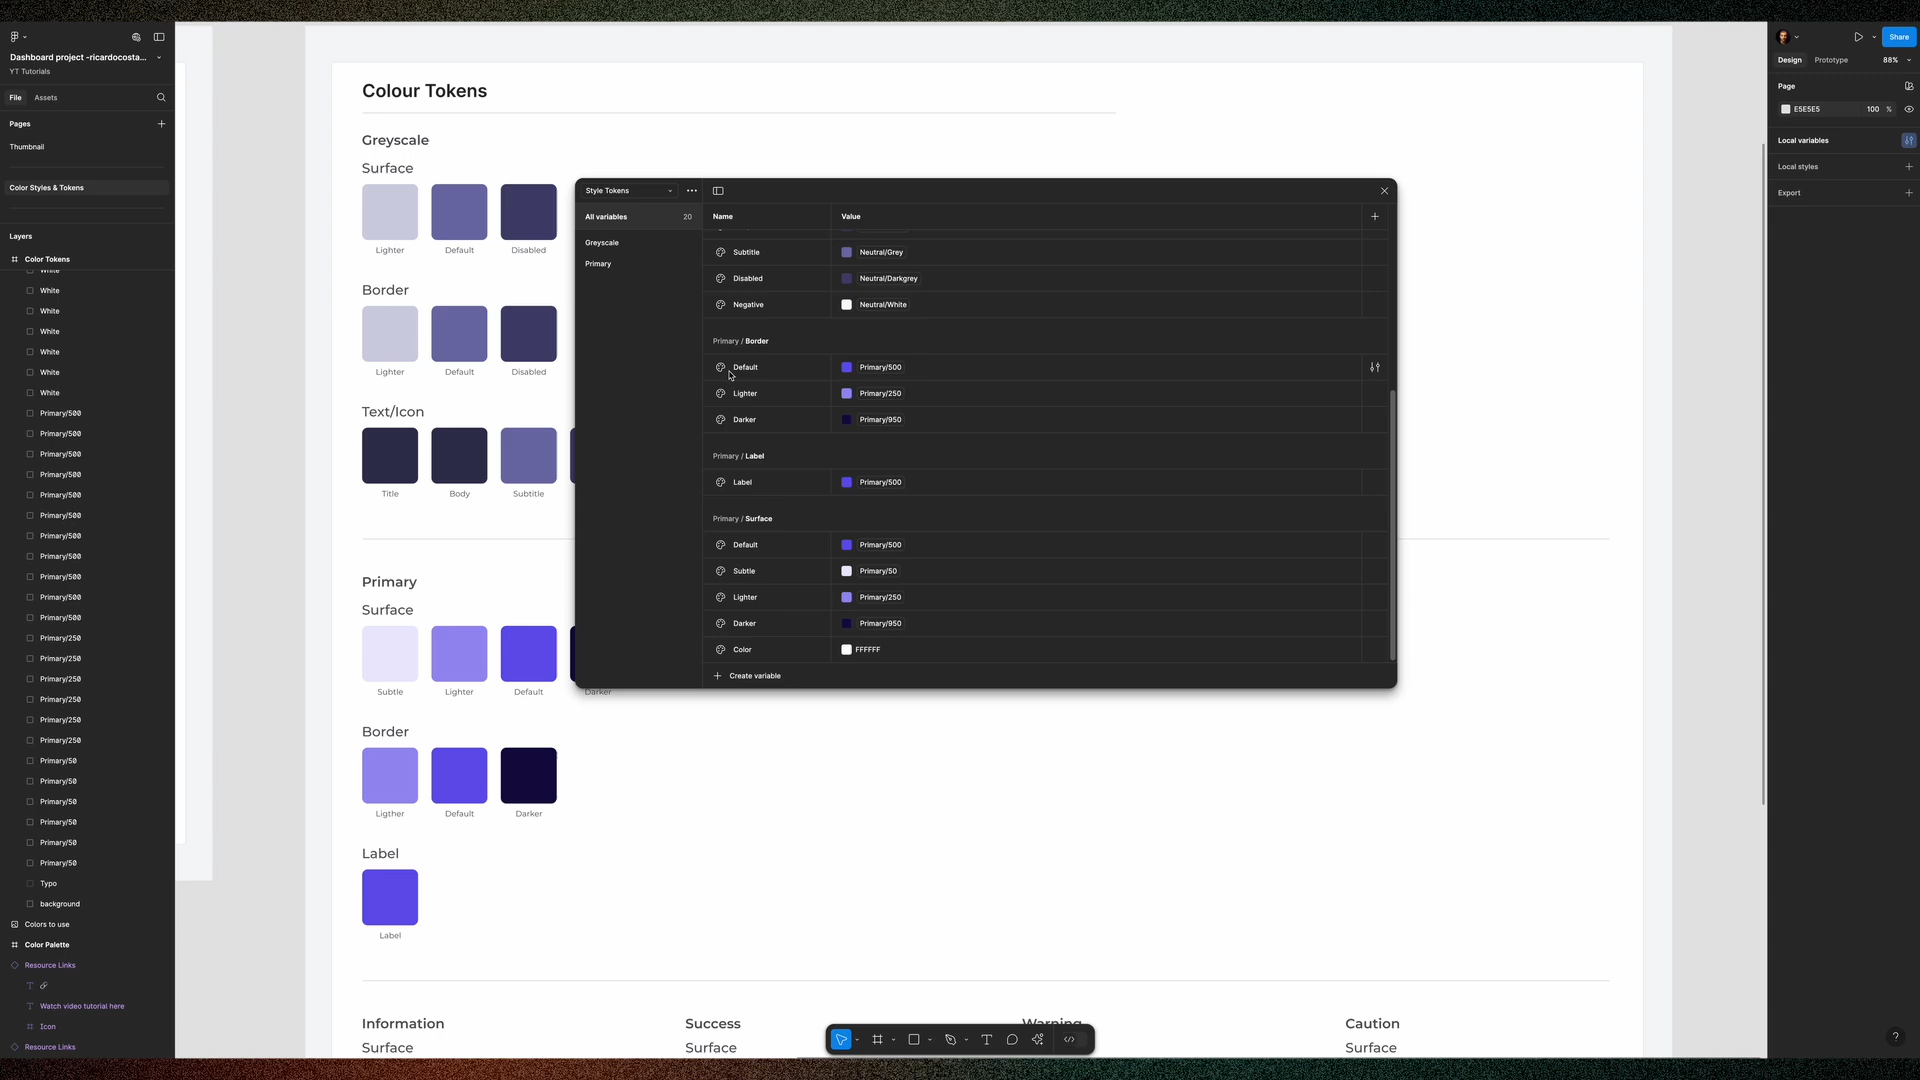 Dashboard project -ricardocosta...
YT Tutorials
File
Assets
Pages
Thumbnail
Color Styles & Tokens
Layers
Color Tokens
White
White
White
White
White
White
White
Primary/500
Primary/500
Primary/500
Primary/500
Primary/500
Primary/500
Primary/500
Primary/500
Primary/500
Primary/500
Primary/500
Primary/250
Primary/250
Primary/250
Primary/250
Primary/250
Primary/250
Primary/50
Primary/50
Primary/50
Primary/50
Primary/50
Primary/50
Typo
background
Colors to use
Color Palette
Resource Links
Watch video tutorial here
Icon
Resource Links
Colour Tokens
Greyscale
Surface
Lighter
Default
Disabled
Border
Lighter
Default
Disabled
Text/Icon
Title
Body
Subtitle
Primary
Surface
Subtle
Lighter
Default
Darker
Border
Ligther
Default
Darker
Label
Label
Information
Success
Warning
Caution
Surface
Surface
Surface
Style Tokens
All variables 20
Greyscale
Primary
Name Value
Subtitle Neutral/Grey
Disabled Neutral/Darkgrey
Negative Neutral/White
Primary / Border
Default Primary/500
Lighter Primary/250
Darker Primary/950
Primary / Label
Label Primary/500
Primary / Surface
Default Primary/500
Subtle Primary/50
Lighter Primary/250
Darker Primary/950
Color FFFFFF
Create variable
Share
Design
Prototype
88%
Page
E5E5E5 100 %
Local variables
Local styles
Export
?